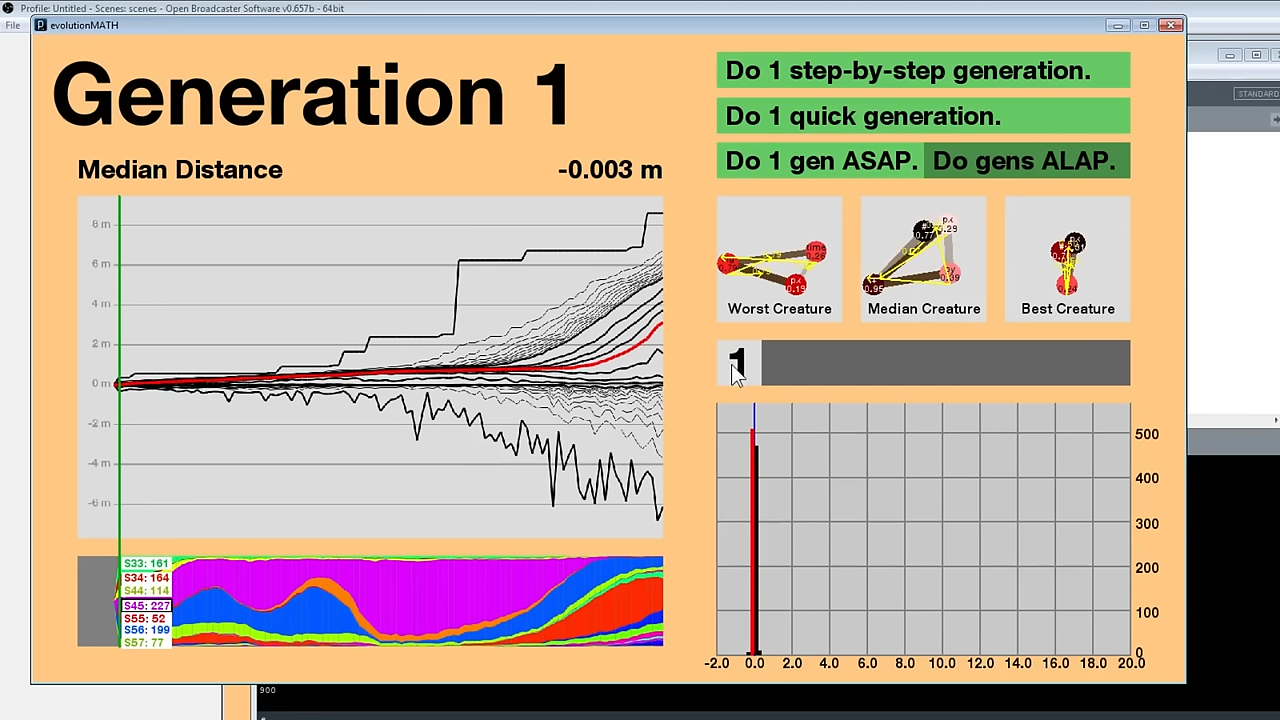 Profile: Untitled - Scenes: scenes - Open Broadcaster Software v0.657b - 64bit
File
evolutionMATH
STANDARD
Generation 1
Do 1 step-by-step generation.
Do 1 quick generation.
Do 1 gen ASAP. Do gens ALAP.
Median Distance -0.003 m
8 m
6 m
4 m
2 m
0 m
-2 m
-4 m
-6 m
Worst Creature
Median Creature
Best Creature
1
500
400
300
200
100
0
-2.0 0.0 2.0 4.0 6.0 8.0 10.0 12.0 14.0 16.0 18.0 20.0
S33: 161
S34: 164
S44: 114
S45: 227
S55: 52
S56: 199
S57: 77
900